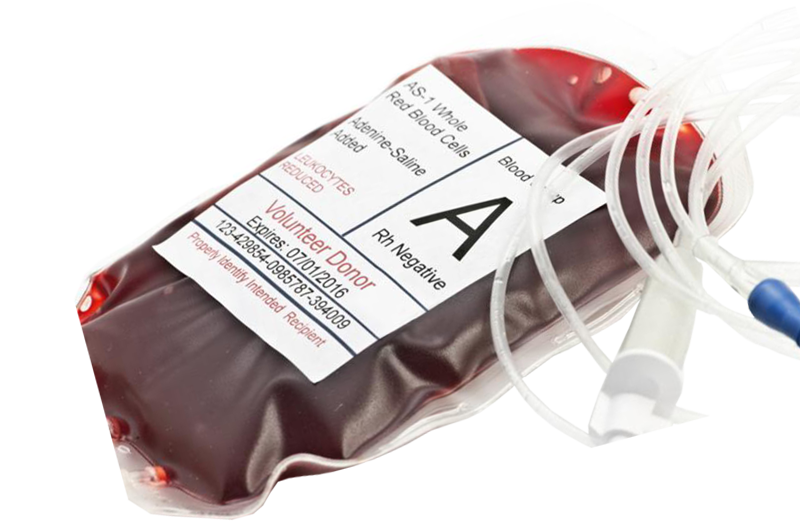 AS-1 Whole
Red Blood Cells
Adenine-Saline
Added
LEUKOCYTES
REDUCED
Blood
A
Rh Negative
Volunteer Donor
Expires: 07/01/2016
123-429854-0985787-394009
Properly Identify Intended Recipient